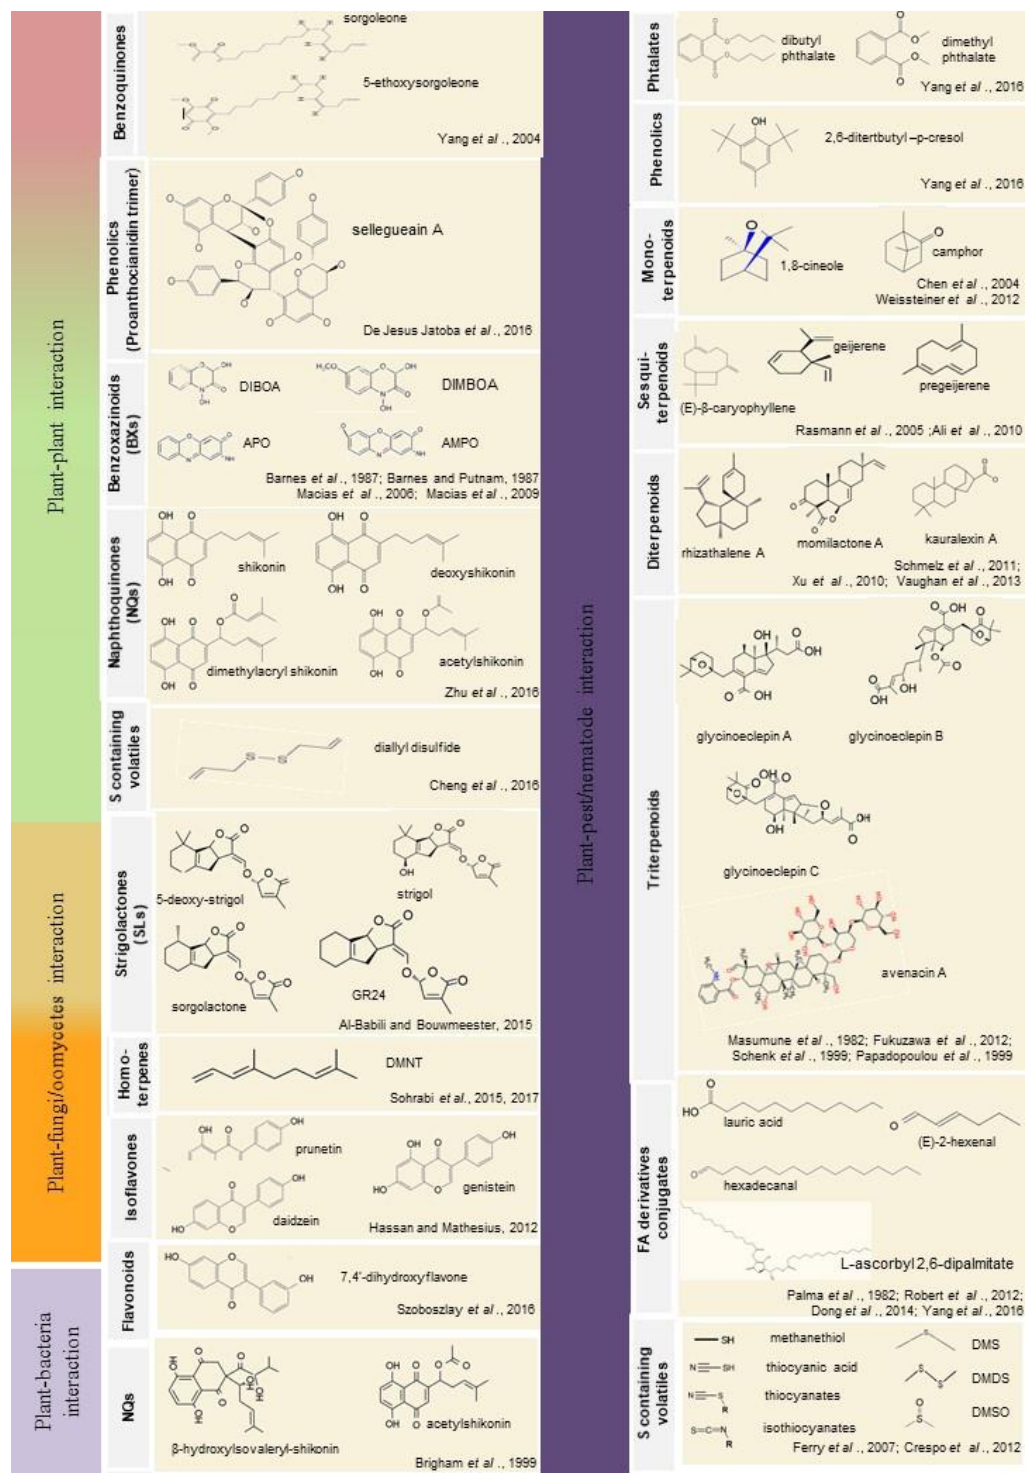 Plant-plant interaction
Plant-fungi/oomycetes interaction
Plant-bacteria
interaction
Benzoquinones
sorgoleone
5-ethoxysorgoleone
Yang et al., 2004
Phenolics
(Proanthocianidin trimer)
sellegueain A
De Jesus Jatoba et al., 2016
Benzoxazinoids
(BXs)
DIBOA
DIMBOA
APO
AMPO
Barnes et al., 1987; Barnes and Putnam, 1987
Macias et al., 2006; Macias et al., 2009
Naphthoquinones
(NQs)
shikonin
deoxyshikonin
dimethylacryl shikonin
acetylshikonin
Zhu et al., 2016
S containing
volatiles
diallyl disulfide
Cheng et al., 2016
Strigolactones
(SLs)
5-deoxy-strigol
strigol
sorgolactone
GR24
Al-Babili and Bouwmeester, 2015
Homo-
terpenes
DMNT
Sohrabi et al., 2015, 2017
Isoflavones
prunetin
genistein
daidzein
Hassan and Mathesius, 2012
Flavonoids
7,4'-dihydroxyflavone
Szoboszlay et al., 2016
NQs
β-hydroxylsovaleryl-shikonin
acetylshikonin
Brigham et al., 1999
Plant-pest/nematode interaction
Phtalates
dibutyl
phthalate
dimethyl
phthalate
Yang et al., 2016
Phenolics
OH
2,6-ditertbutyl –p-cresol
Yang et al., 2016
Mono-
terpenoids
1,8-cineole
camphor
Chen et al., 2004
Weissteiner et al., 2012
Sesqui-
terpenoids
(E)-β-caryophyllene
geijerene
pregeijerene
Rasmann et al., 2005 ;Ali et al., 2010
Diterpenoids
rhizathalene A
momilactone A
kauralexin A
Schmelz et al., 2011;
Xu et al., 2010; Vaughan et al., 2013
Triterpenoids
glycinoeclepin A
glycinoeclepin B
glycinoeclepin C
avenacin A
Masumune et al., 1982; Fukuzawa et al., 2012;
Schenk et al., 1999; Papadopoulou et al., 1999
FA derivatives
conjugates
lauric acid
(E)-2-hexenal
hexadecanal
L-ascorbyl 2,6-dipalmitate
Palma et al., 1982; Robert et al., 2012;
Dong et al., 2014; Yang et al., 2016
S containing
volatiles
SH methanethiol
DMS
N SH thiocyanic acid
DMDS
N S R thiocyanates
DMSO
S=C=N R isothiocyanates
Ferry et al., 2007; Crespo et al., 2012